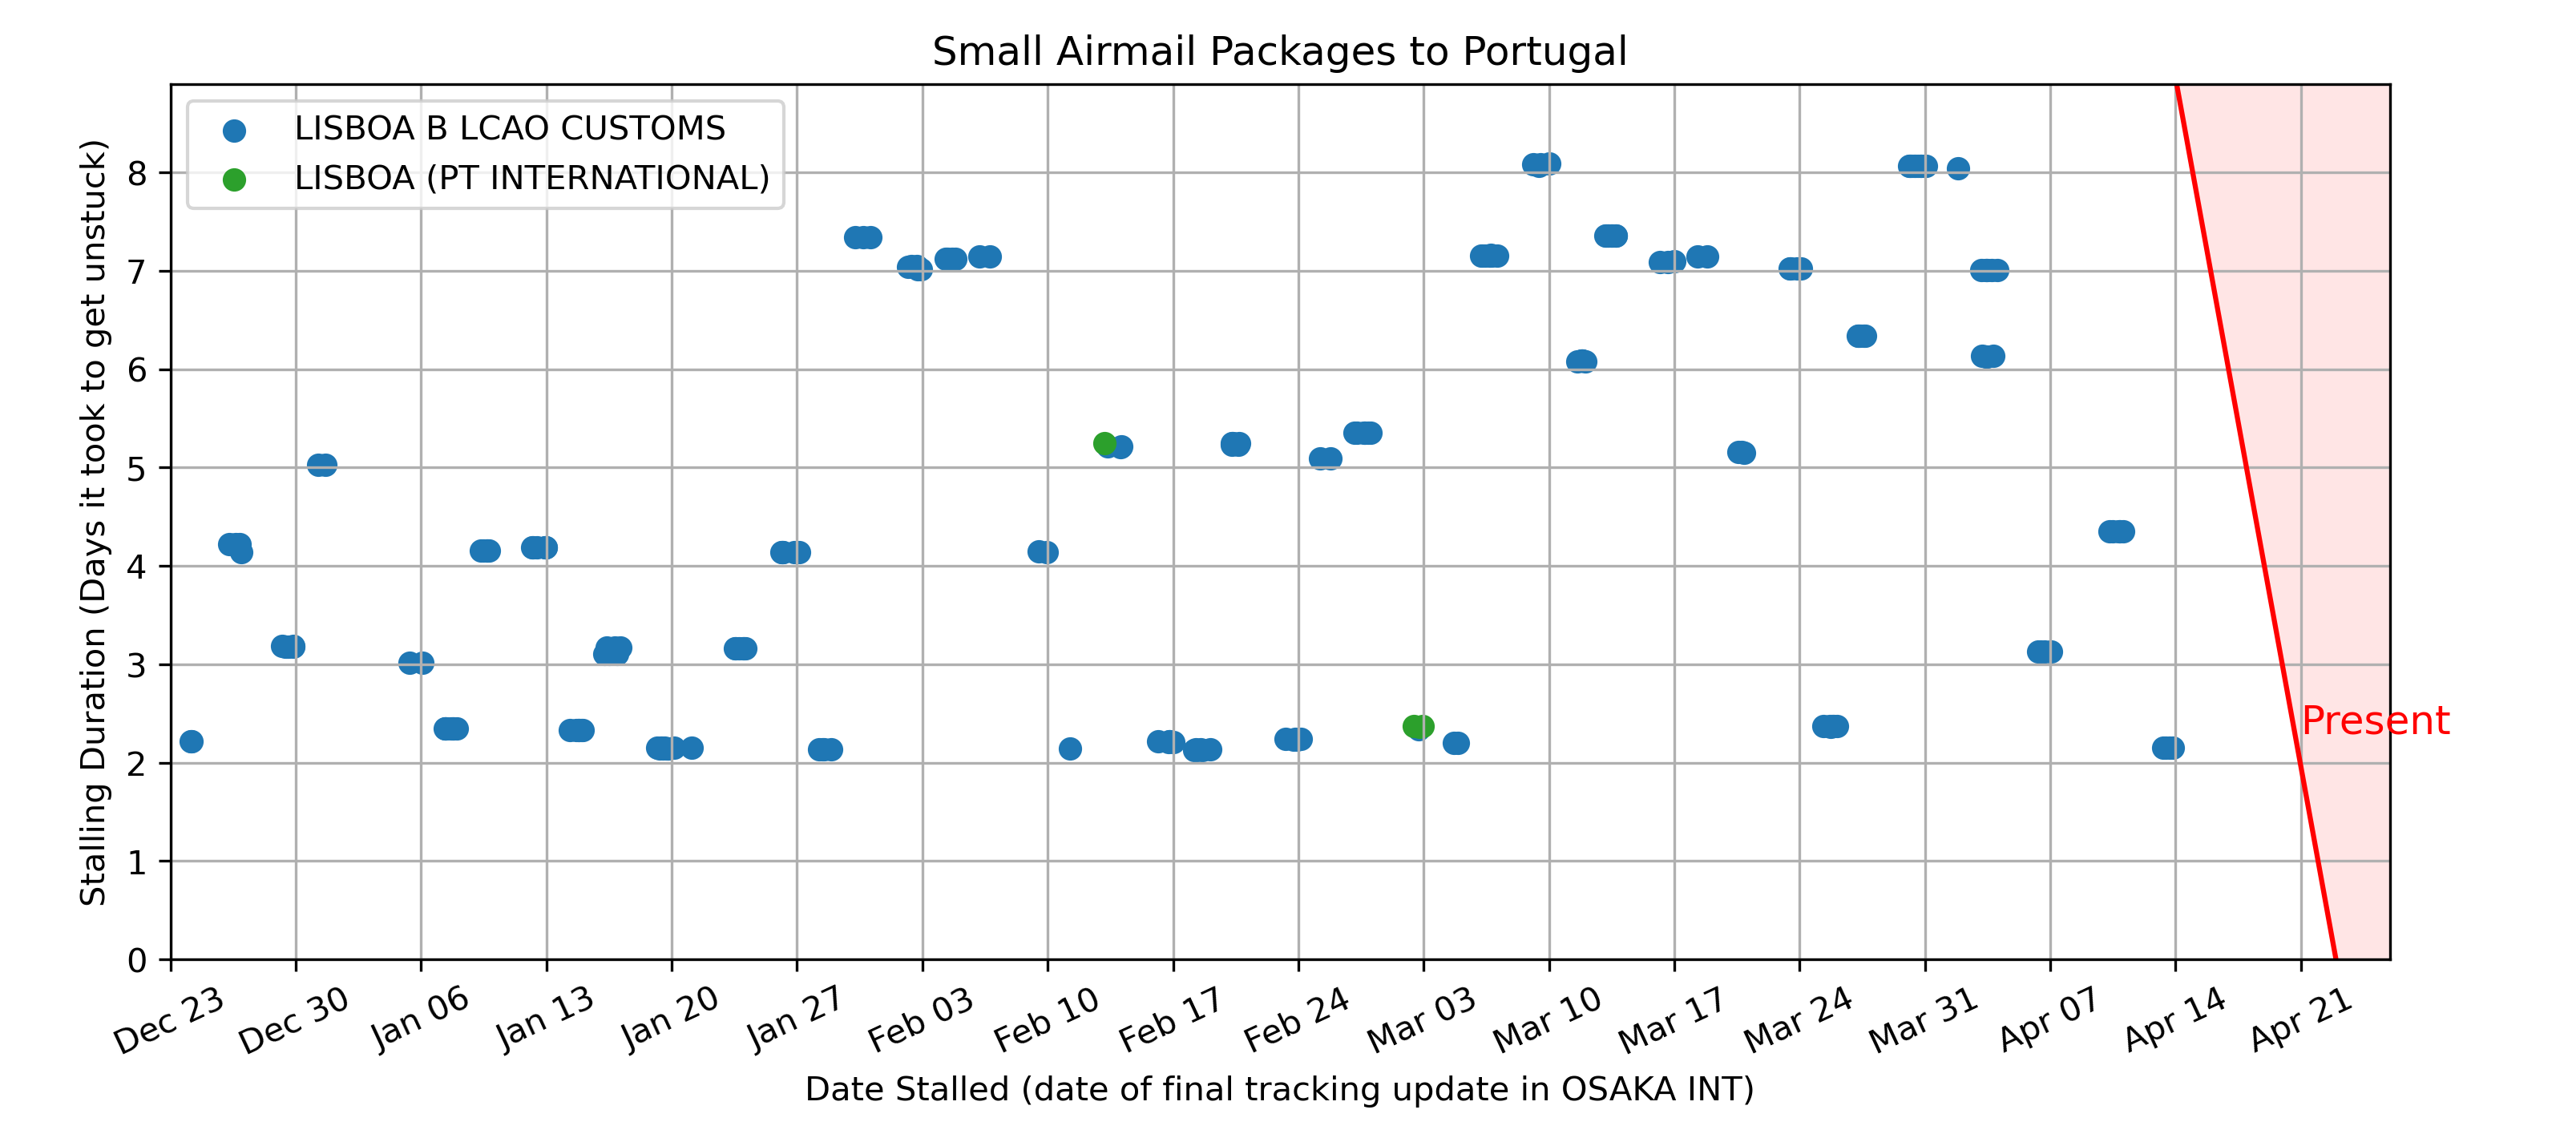 Small Airmail Packages to Portugal
LISBOA B LCAO CUSTOMS
LISBOA (PT INTERNATIONAL)
Stalling Duration (Days it took to get unstuck)
8
7
6
5
4
3
2
1
0
Present
Dec 23
Dec 30
Jan 06
Jan 13
Jan 20
Jan 27
Feb 03
Feb 10
Feb 17
Feb 24
Mar 03
Mar 10
Mar 17
Mar 24
Mar 31
Apr 07
Apr 14
Apr 21
Date Stalled (date of final tracking update in OSAKA INT)